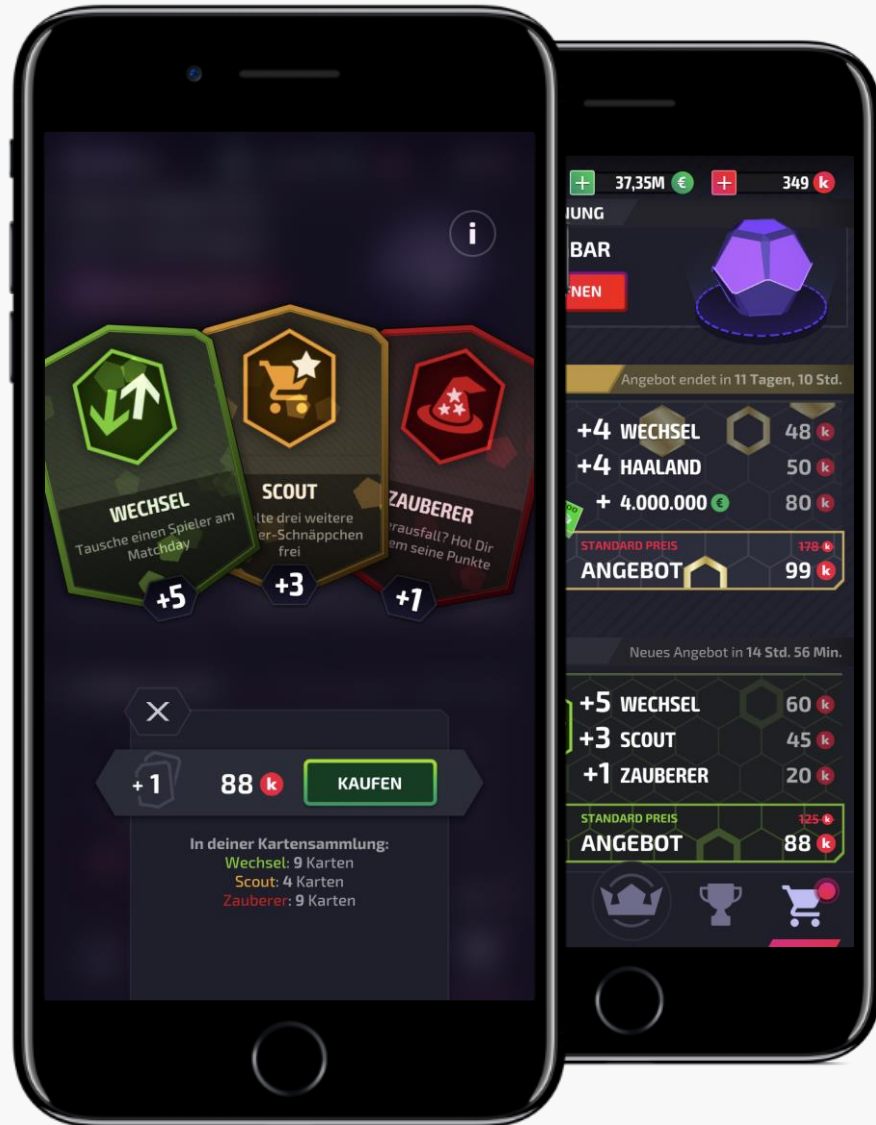 i
WECHSEL
Tausche einen Spieler am
Matchday
+5
SCOUT
lte drei weitere
er-Schnäppchen
frei
+3
ZAUBERER
erausfall? Hol Dir
em seine Punkte
+1
X
+ 1 88 k KAUFEN
In deiner Kartensammlung:
Wechsel: 9 Karten
Scout: 4 Karten
Zauberer: 9 Karten
+ 37,35M € + 349 k
NUNG
BAR
FNEN
Angebot endet in 11 Tagen, 10 Std.
+4 WECHSEL 48 k
+4 HAALAND 50 k
+ 4.000.000 € 80 k
STANDARD PREIS 178 k
ANGEBOT 99 k
Neues Angebot in 14 Std. 56 Min.
+5 WECHSEL 60 k
+3 SCOUT 45 k
+1 ZAUBERER 20 k
STANDARD PREIS 125 k
ANGEBOT 88 k